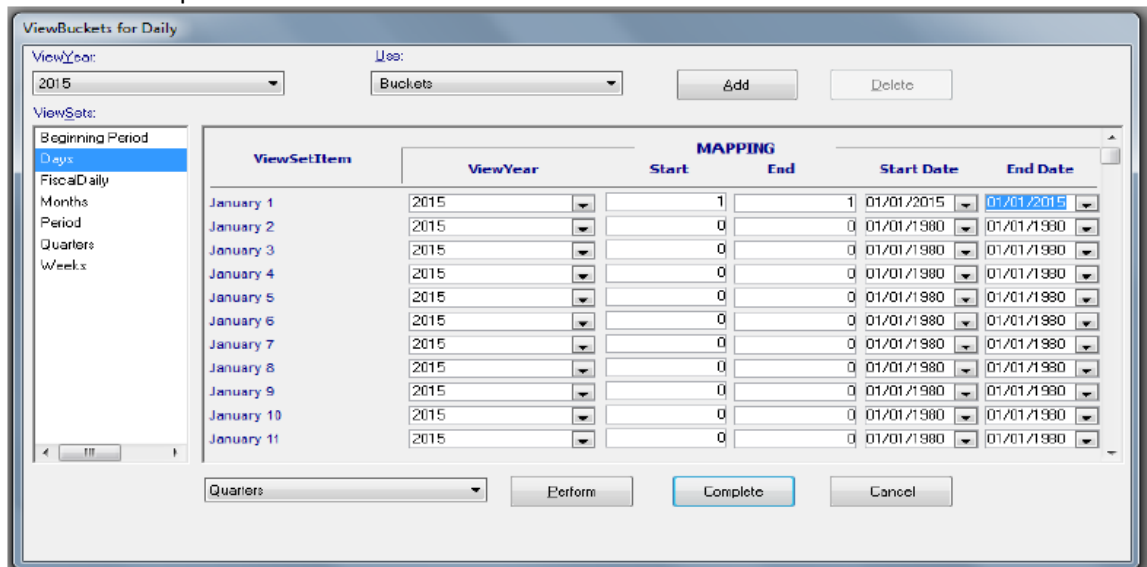 ViewBuckets for Daily
ViewYear: Use:
2015 Buckets Add Delete
ViewSets:
Beginning Period
Days
FiscalDaily
Months
Period
Quarters
Weeks
MAPPING
ViewSetItem ViewYear Start End Start Date End Date
January 1 2015 1 1 01/01/2015 01/01/2015
January 2 2015 0 0 01/01/1980 01/01/1980
January 3 2015 0 0 01/01/1980 01/01/1980
January 4 2015 0 0 01/01/1980 01/01/1980
January 5 2015 0 0 01/01/1980 01/01/1980
January 6 2015 0 0 01/01/1980 01/01/1980
January 7 2015 0 0 01/01/1980 01/01/1980
January 8 2015 0 0 01/01/1980 01/01/1980
January 9 2015 0 0 01/01/1980 01/01/1980
January 10 2015 0 0 01/01/1980 01/01/1980
January 11 2015 0 0 01/01/1980 01/01/1980
Quarters Perform Complete Cancel